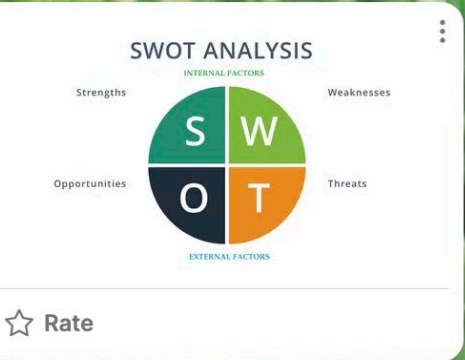 SWOT ANALYSIS
INTERNAL FACTORS
Strengths
Weaknesses
S W
Opportunities
Threats
O T
EXTERNAL FACTORS
Rate